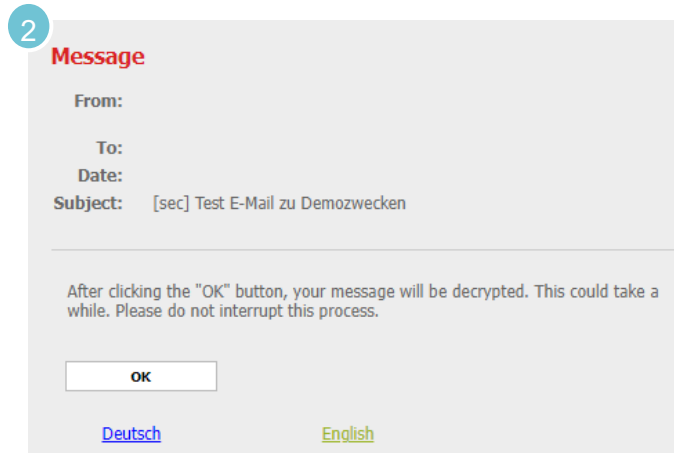 2
Message
From:
To:
Date:
Subject: [sec] Test E-Mail zu Demozwecken
After clicking the "OK" button, your message will be decrypted. This could take a
while. Please do not interrupt this process.
OK
Deutsch English